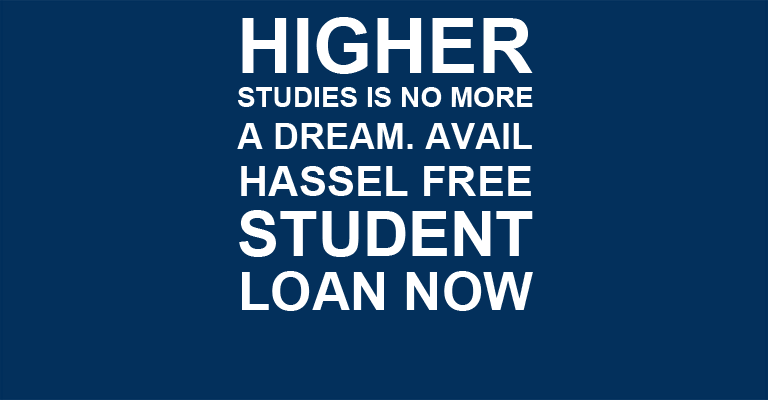 HIGHER
STUDIES IS NO MORE
A DREAM. AVAIL
HASSEL FREE
STUDENT
LOAN NOW